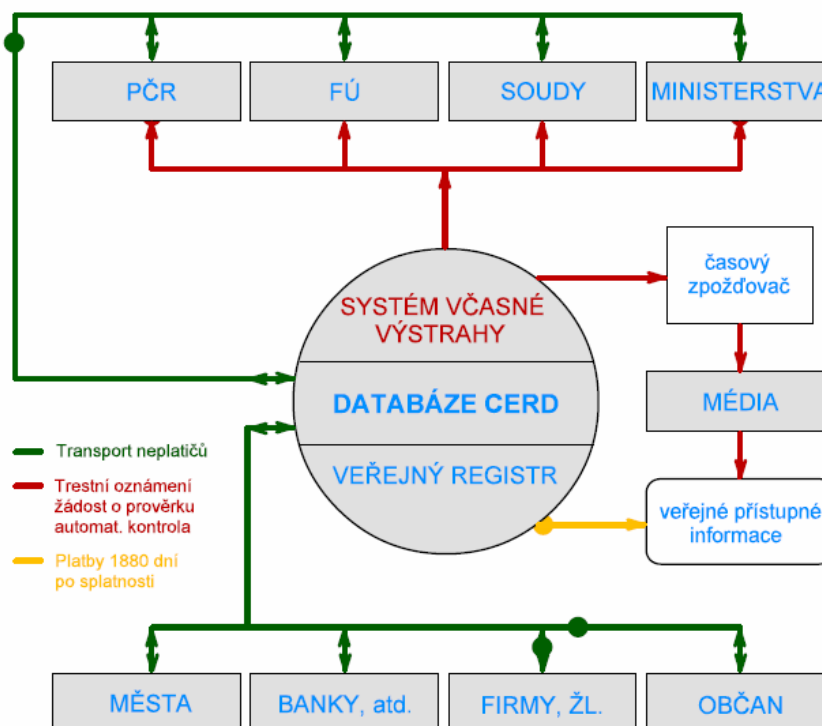 PČR
FÚ
SOUDY
MINISTERSTVA
SYSTÉM VČASNÉ
VÝSTRAHY
časový
zpožďovač
DATABÁZE CERD
MÉDIA
VEŘEJNÝ REGISTR
Transport neplatičů
Trestní oznámení
žádost o prověrku
automat. kontrola
veřejné přístupné
informace
Platby 1880 dní
po splatnosti
MĚSTA
BANKY, atd.
FIRMY, ŽL.
OBČAN